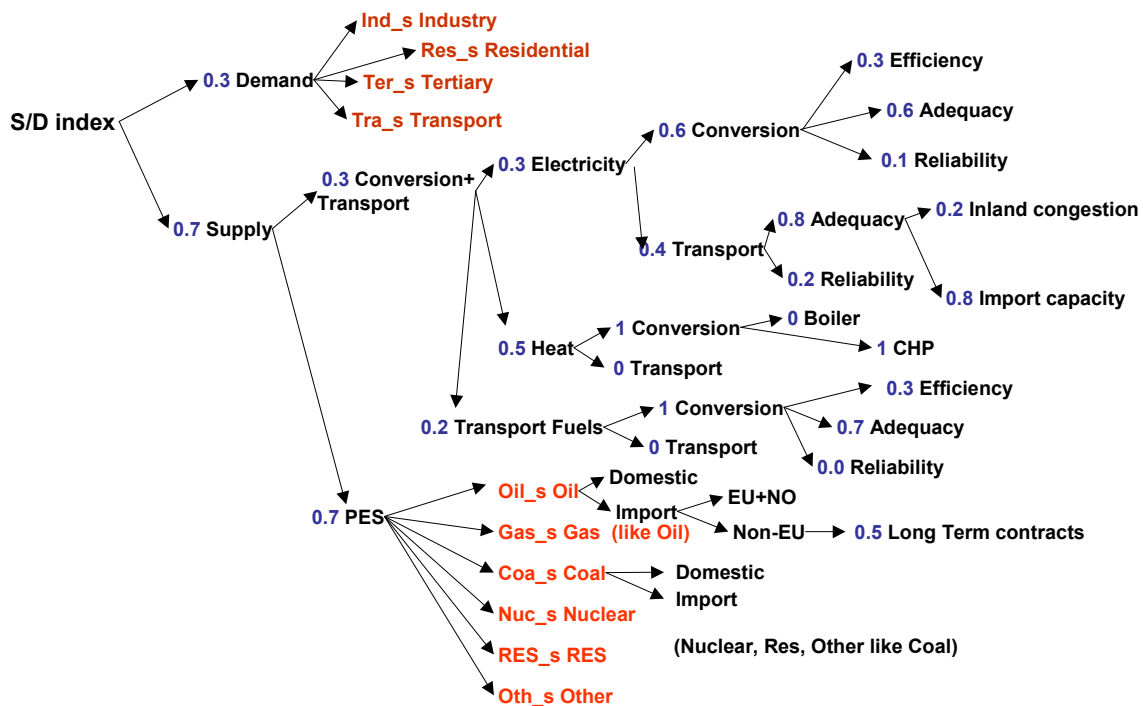 Ind_s Industry
Res_s Residential
0.3 Demand
Ter_s Tertiary
Tra_s Transport
S/D index
0.3 Efficiency
0.6 Conversion
0.6 Adequacy
0.1 Reliability
0.3 Electricity
0.3 Conversion+
Transport
0.7 Supply
0.8 Adequacy
0.2 Inland congestion
0.4 Transport
0.2 Reliability
0.8 Import capacity
0.5 Heat
1 Conversion
0 Boiler
0 Transport
1 CHP
0.2 Transport Fuels
1 Conversion
0.3 Efficiency
0 Transport
0.7 Adequacy
0.0 Reliability
0.7 PES
Oil_s Oil
Domestic
Import
EU+NO
Gas_s Gas (like Oil)
Non-EU
0.5 Long Term contracts
Coa_s Coal
Domestic
Import
Nuc_s Nuclear
(Nuclear, Res, Other like Coal)
RES_s RES
Oth_s Other